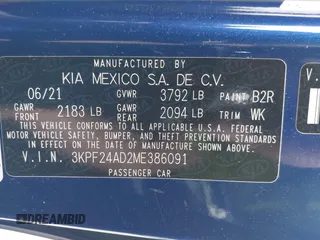 MANUFACTURED BY
KIA MEXICO S.A. DE C.V.
06/21 GVWR 3792 LB PAINT B2R
GAWR FRONT 2183 LB GAWR REAR 2094 LB TRIM WK
THIS VEHICLE CONFORMS TO ALL APPLICABLE U.S. FEDERAL
MOTOR VEHICLE SAFETY, BUMPER, AND THEFT PREVENTION STANDARDS
IN EFFECT ON THE DATE OF MANUFACTURE SHOWN ABOVE.
V.I.N. 3KPF24AD2ME386091
PASSENGER CAR
V.
DREAMBID